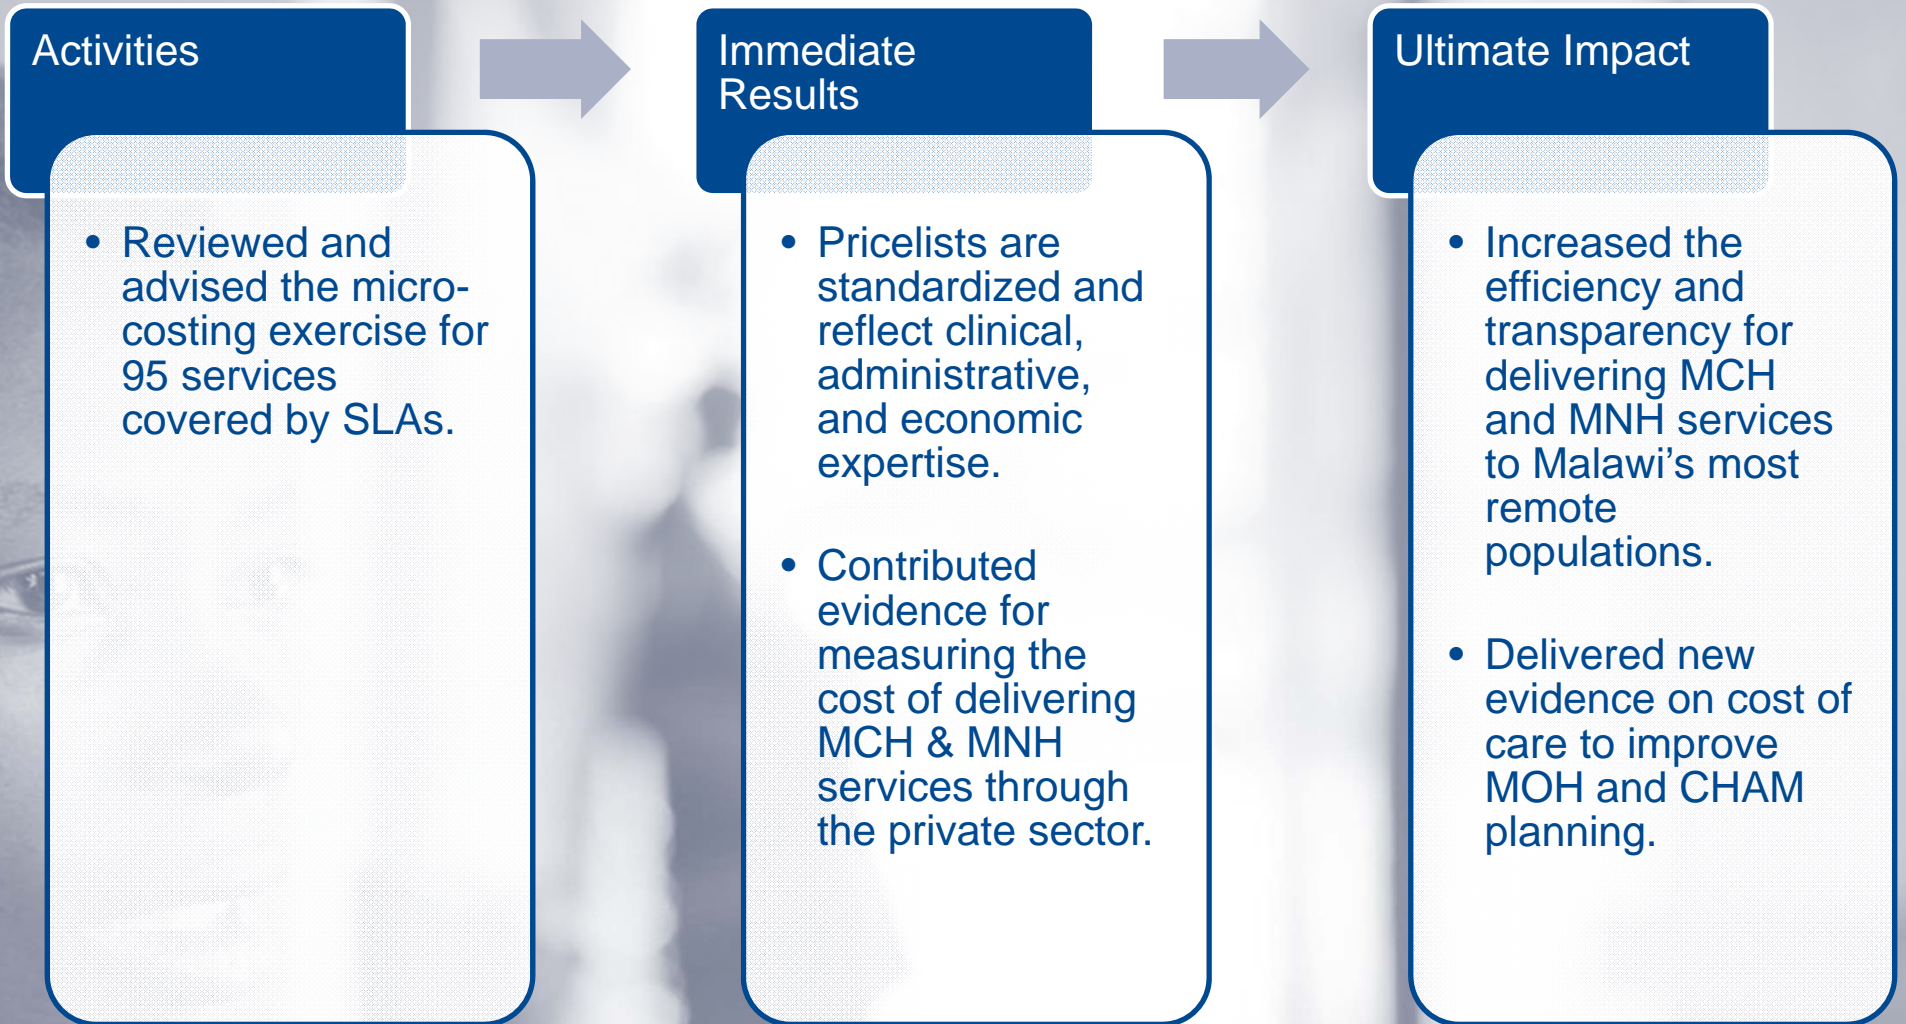 Activities
• Reviewed and
advised the micro-
costing exercise for
95 services
covered by SLAs.
Immediate
Results
• Pricelists are
standardized and
reflect clinical,
administrative,
and economic
expertise.
• Contributed
evidence for
measuring the
cost of delivering
MCH & MNH
services through
the private sector.
Ultimate Impact
• Increased the
efficiency and
transparency for
delivering MCH
and MNH services
to Malawi’s most
remote
populations.
• Delivered new
evidence on cost of
care to improve
MOH and CHAM
planning.